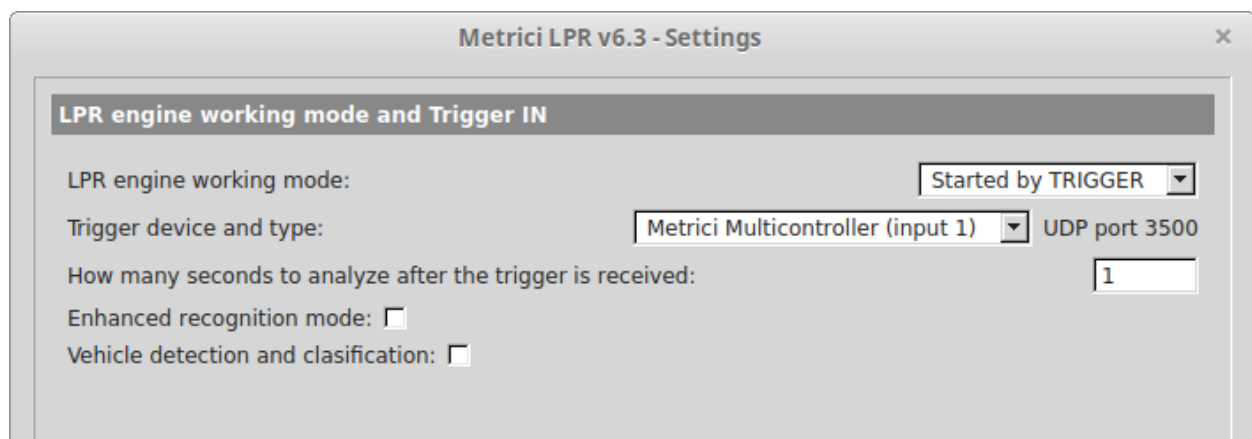 Metrici LPR v6.3 - Settings
LPR engine working mode and Trigger IN
LPR engine working mode: Started by TRIGGER
Trigger device and type: Metrici Multicontroller (input 1) UDP port 3500
How many seconds to analyze after the trigger is received: 1
Enhanced recognition mode:
Vehicle detection and clasification: